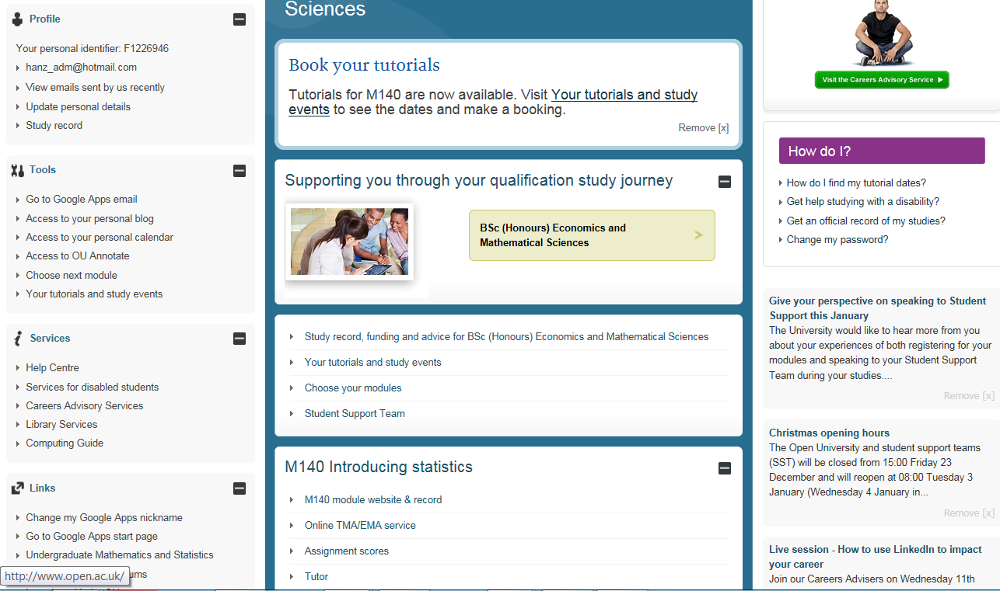 Profile
Your personal identifier: F1226946
hanz_adm@hotmail.com
View emails sent by us recently
Update personal details
Study record
Tools
Go to Google Apps email
Access to your personal blog
Access to your personal calendar
Access to OU Annotate
Choose next module
Your tutorials and study events
Services
Help Centre
Services for disabled students
Careers Advisory Services
Library Services
Computing Guide
Links
Change my Google Apps nickname
Go to Google Apps start page
Undergraduate Mathematics and Statistics
http://www.open.ac.uk/
Sciences
Book your tutorials
Tutorials for M140 are now available. Visit Your tutorials and study
events to see the dates and make a booking.
Remove [x]
Supporting you through your qualification study journey
BSc (Honours) Economics and
Mathematical Sciences
Study record, funding and advice for BSc (Honours) Economics and Mathematical Sciences
Your tutorials and study events
Choose your modules
Student Support Team
M140 Introducing statistics
M140 module website & record
Online TMA/EMA service
Assignment scores
Tutor
Visit the Careers Advisory Service
How do I?
How do I find my tutorial dates?
Get help studying with a disability?
Get an official record of my studies?
Change my password?
Give your perspective on speaking to Student
Support this January
The University would like to hear more from you
about your experiences of both registering for your
modules and speaking to your Student Support
Team during your studies....
Remove [x]
Christmas opening hours
The Open University and student support teams
(SST) will be closed from 15:00 Friday 23
December and will reopen at 08:00 Tuesday 3
January (Wednesday 4 January in...
Remove [x]
Live session - How to use LinkedIn to impact
your career
Join our Careers Advisers on Wednesday 11th